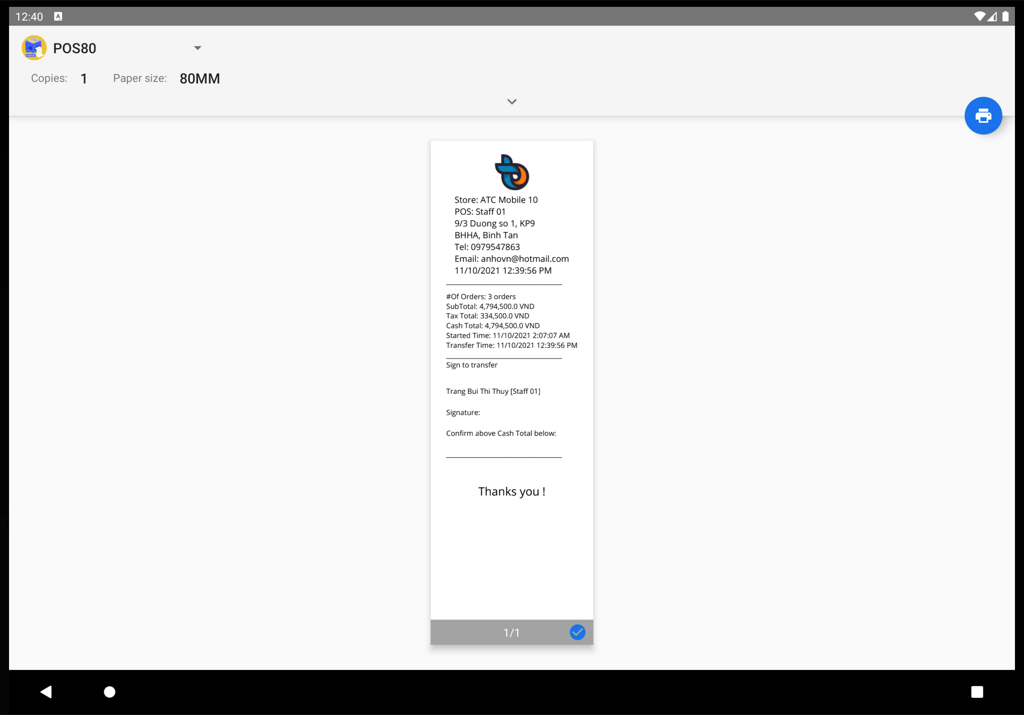 12:40
A
POS80
Copies: 1 Paper size: 80MM
Store: ATC Mobile 10
POS: Staff 01
9/3 Duong so 1, KP9
BHHA, Binh Tan
Tel: 0979547863
Email: anhovn@hotmail.com
11/10/2021 12:39:56 PM
#Of Orders: 3 orders
SubTotal: 4,794,500.0 VND
Tax Total: 334,500.0 VND
Cash Total: 4,794,500.0 VND
Started Time: 11/10/2021 2:07:07 AM
Transfer Time: 11/10/2021 12:39:56 PM
Sign to transfer
Trang Bui Thi Thuy [Staff 01]
Signature:
Confirm above Cash Total below:
Thanks you !
1/1